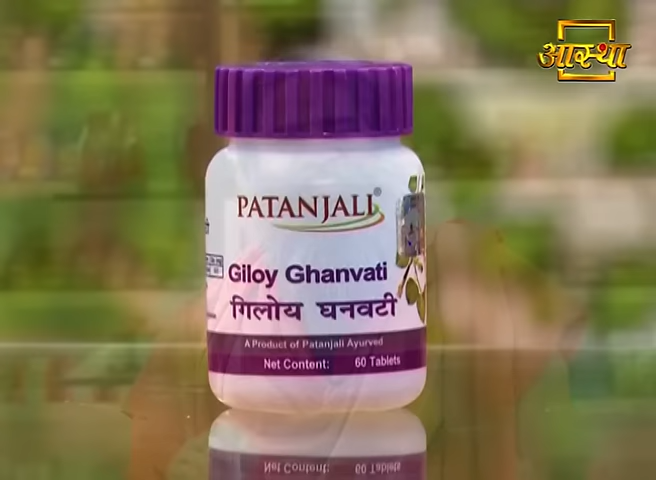 आस्था
PATANJALI®
Giloy Ghanvati
गिलोय घनवटी
A Product of Patanjali Ayurved
Net Content: 60 Tablets